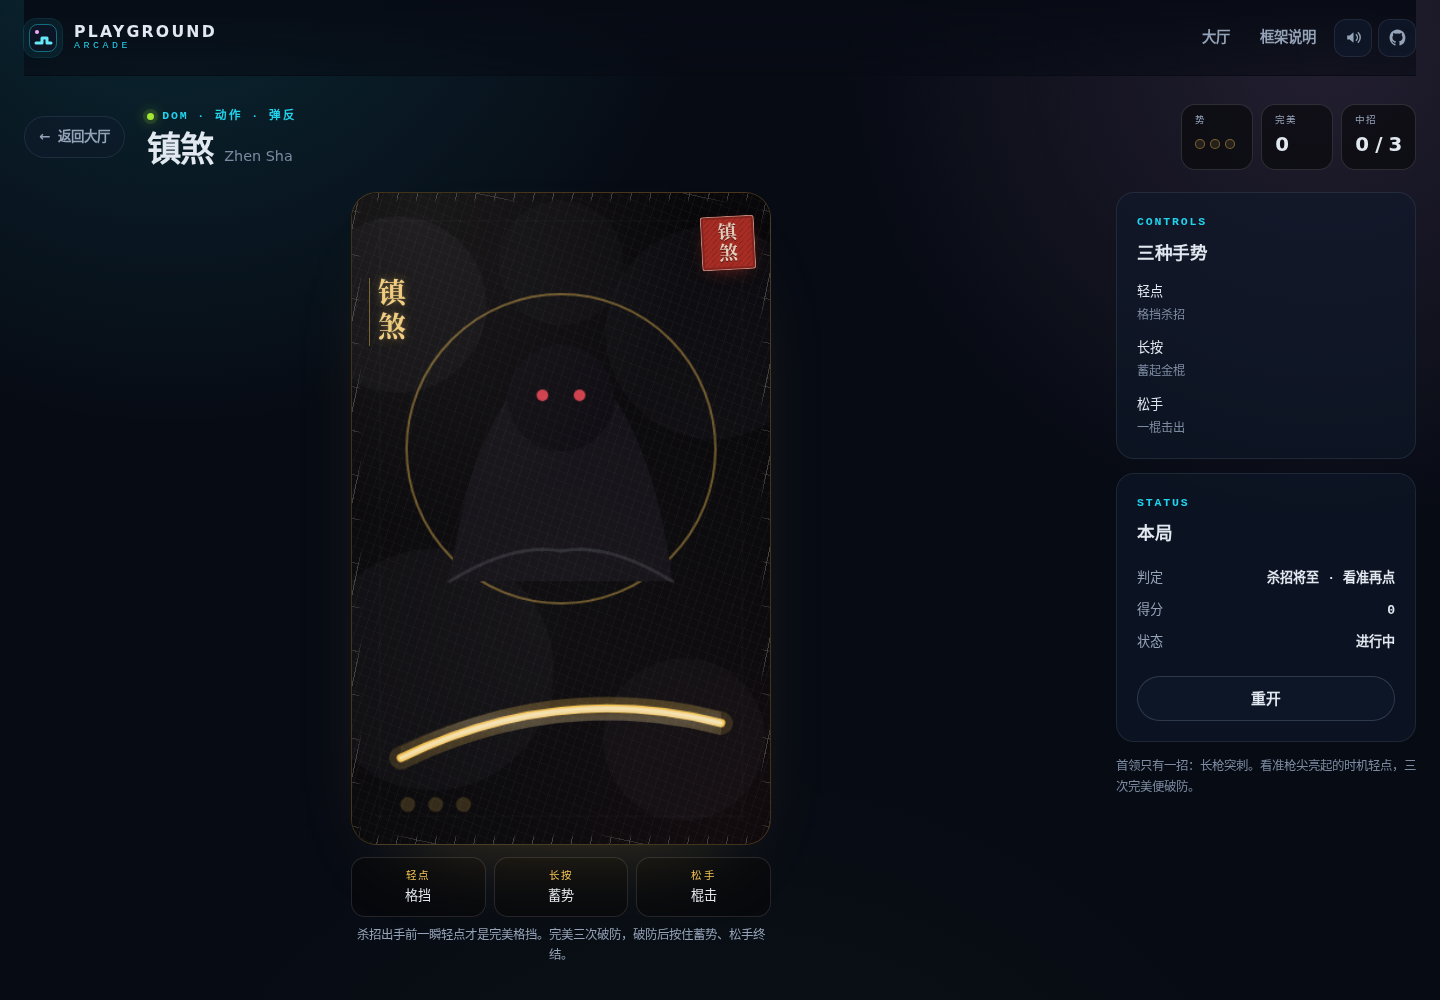 PLAYGROUND
ARCADE
大厅
框架说明
← 返回大厅
DOM · 动作 · 弹反
镇煞 Zhen Sha
势
完美
0
中招
0 / 3
镇煞
镇煞
轻点
格挡
长按
蓄势
松手
棍击
杀招出手前一瞬轻点才是完美格挡。完美三次破防，破防后按住蓄势、松手终
结。
CONTROLS
三种手势
轻点
格挡杀招
长按
蓄起金棍
松手
一棍击出
STATUS
本局
判定 杀招将至 · 看准再点
得分 0
状态 进行中
重开
首领只有一招：长枪突刺。看准枪尖亮起的时机轻点，三
次完美便破防。